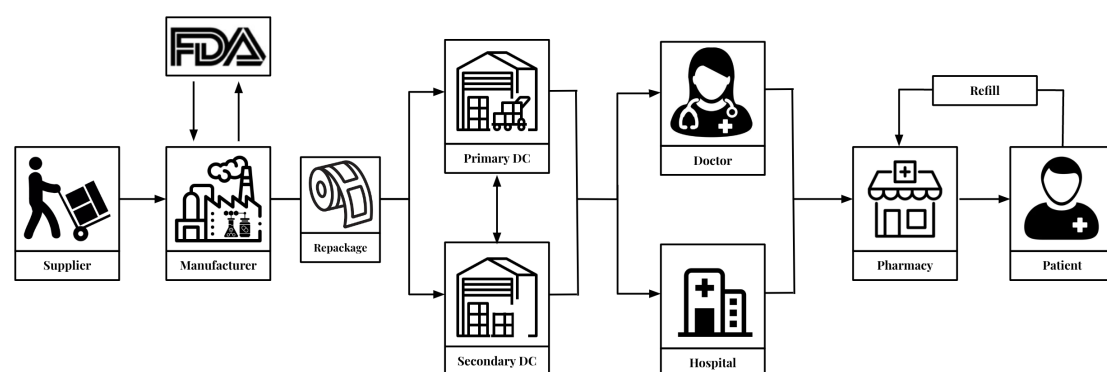 FDA
Supplier
Manufacturer
Repackage
Primary DC
Secondary DC
Doctor
Hospital
Pharmacy
Refill
Patient